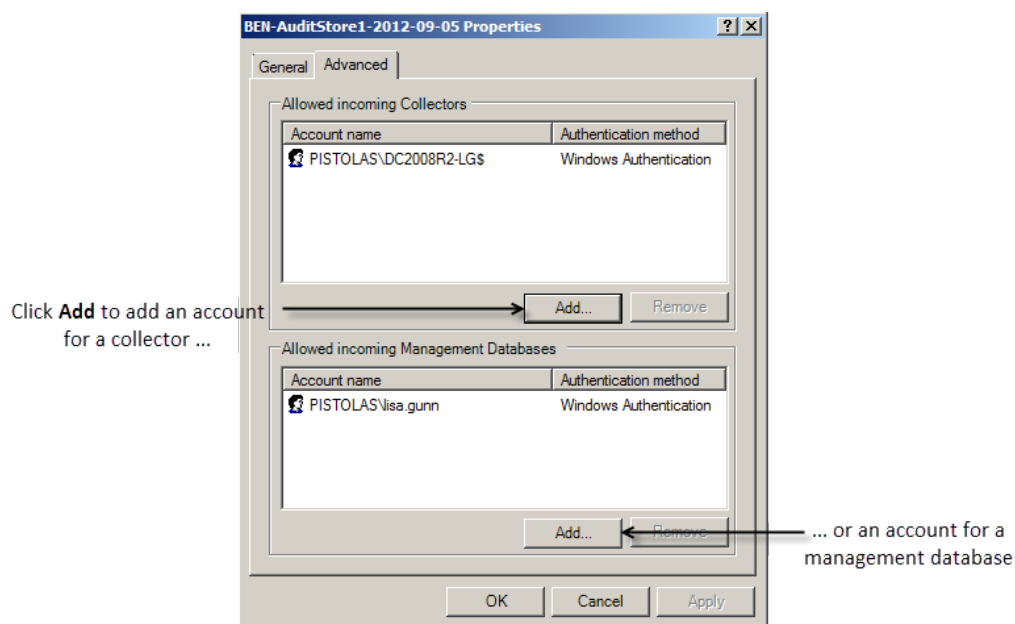 BEN-AuditStore1-2012-09-05 Properties
General Advanced
Allowed incoming Collectors
Account name Authentication method
PISTOLAS\DC2008R2-LG$ Windows Authentication
Click Add to add an account
for a collector ...
Add... Remove
Allowed incoming Management Databases
Account name Authentication method
PISTOLAS\lisa.gunn Windows Authentication
Add... Remove
... or an account for a
management database
OK Cancel Apply